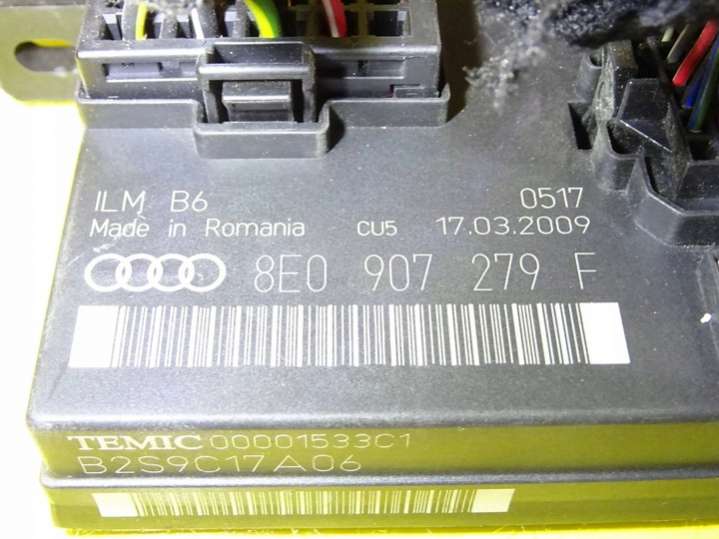 ILM B6 0517
Made in Romania CU5 17.03.2009
8E0 907 279 F
TEMIC 00001533C1
B2S9C17A06